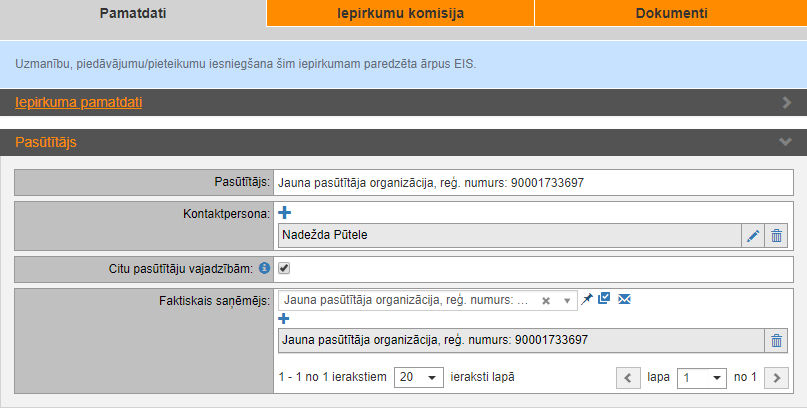 Pamatdati
Iepirkumu komisija
Dokumenti
Uzmanību, piedāvājumu/pieteikumu iesniegšana šim iepirkumam paredzēta ārpus EIS.
Iepirkuma pamatdati
Pasūtītājs
Pasūtītājs: Jauna pasūtītāja organizācija, reģ. numurs: 90001733697
Kontaktpersona:
Nadežda Pūtele
Citu pasūtītāju vajadzībām:
Faktiskais saņēmējs: Jauna pasūtītāja organizācija, reģ. numurs: ...
Jauna pasūtītāja organizācija, reģ. numurs: 90001733697
1 - 1 no 1 ierakstiem 20 ieraksti lapā lapa 1 no 1